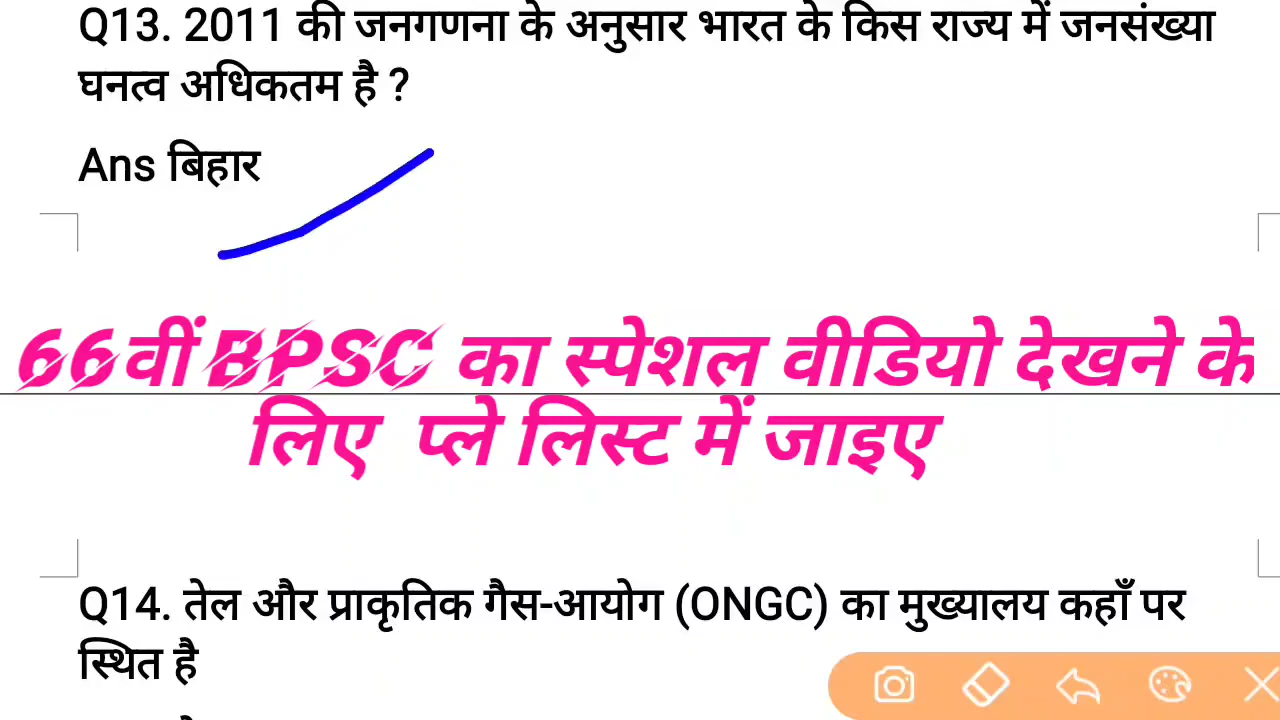 Q13. 2011 की जनगणना के अनुसार भारत के किस राज्य में जनसंख्या
घनत्व अधिकतम है ?
Ans बिहार
66वीं BPSC का स्पेशल वीडियो देखने के
लिए प्ले लिस्ट में जाइए
Q14. तेल और प्राकृतिक गैस-आयोग (ONGC) का मुख्यालय कहाँ पर
स्थित है